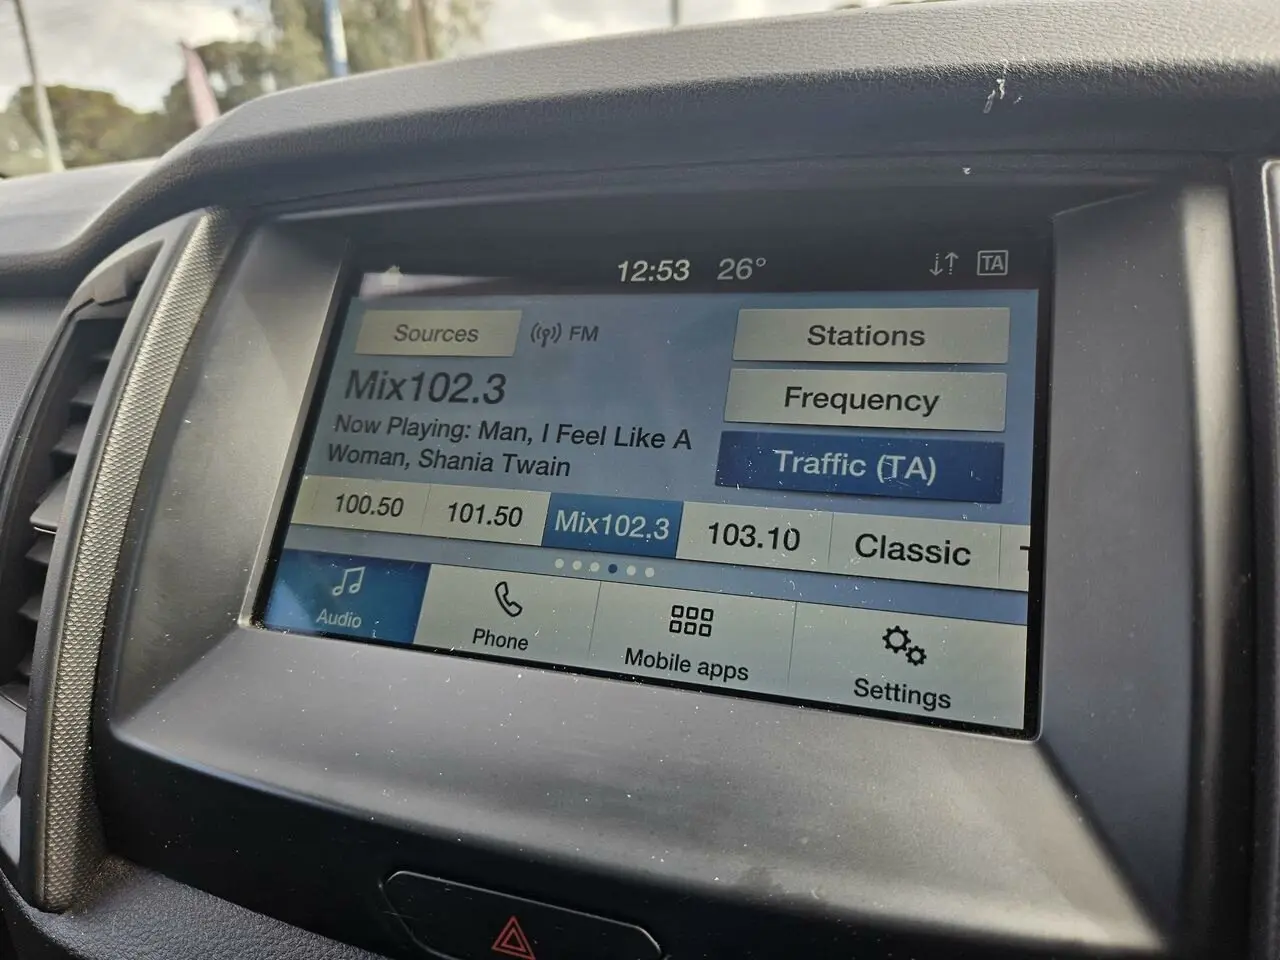 12:53 26° TA
Sources FM
Stations
Mix102.3
Frequency
Now Playing: Man, I Feel Like A
Woman, Shania Twain
Traffic (TA)
100.50 101.50 Mix102.3 103.10 Classic
Audio Phone Mobile apps Settings